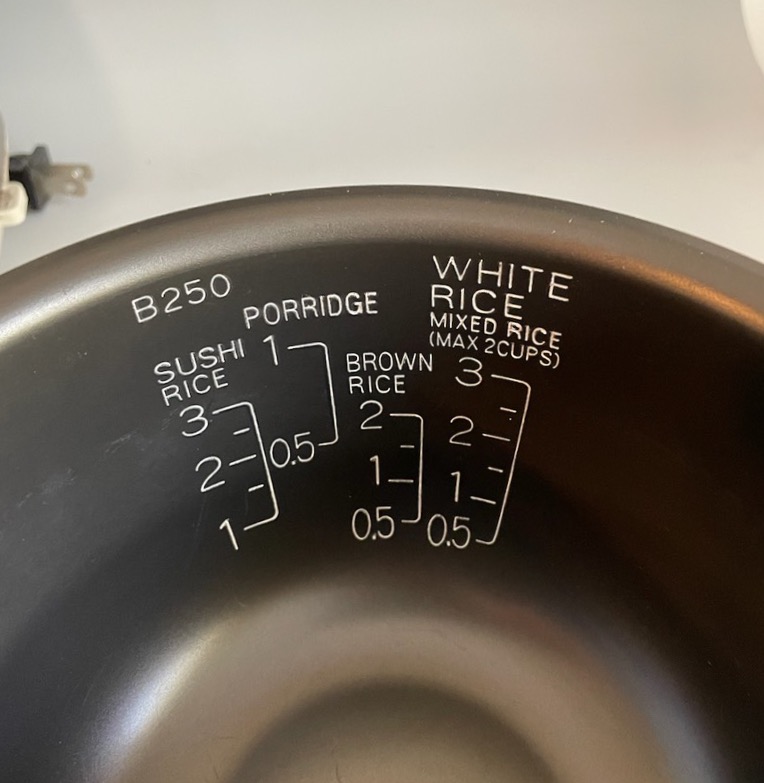 B250
PORRIDGE
1
0.5
SUSHI
RICE
3
2
1
BROWN
RICE
2
1
0.5
WHITE
RICE
MIXED RICE
(MAX 2CUPS)
3
2
1
0.5